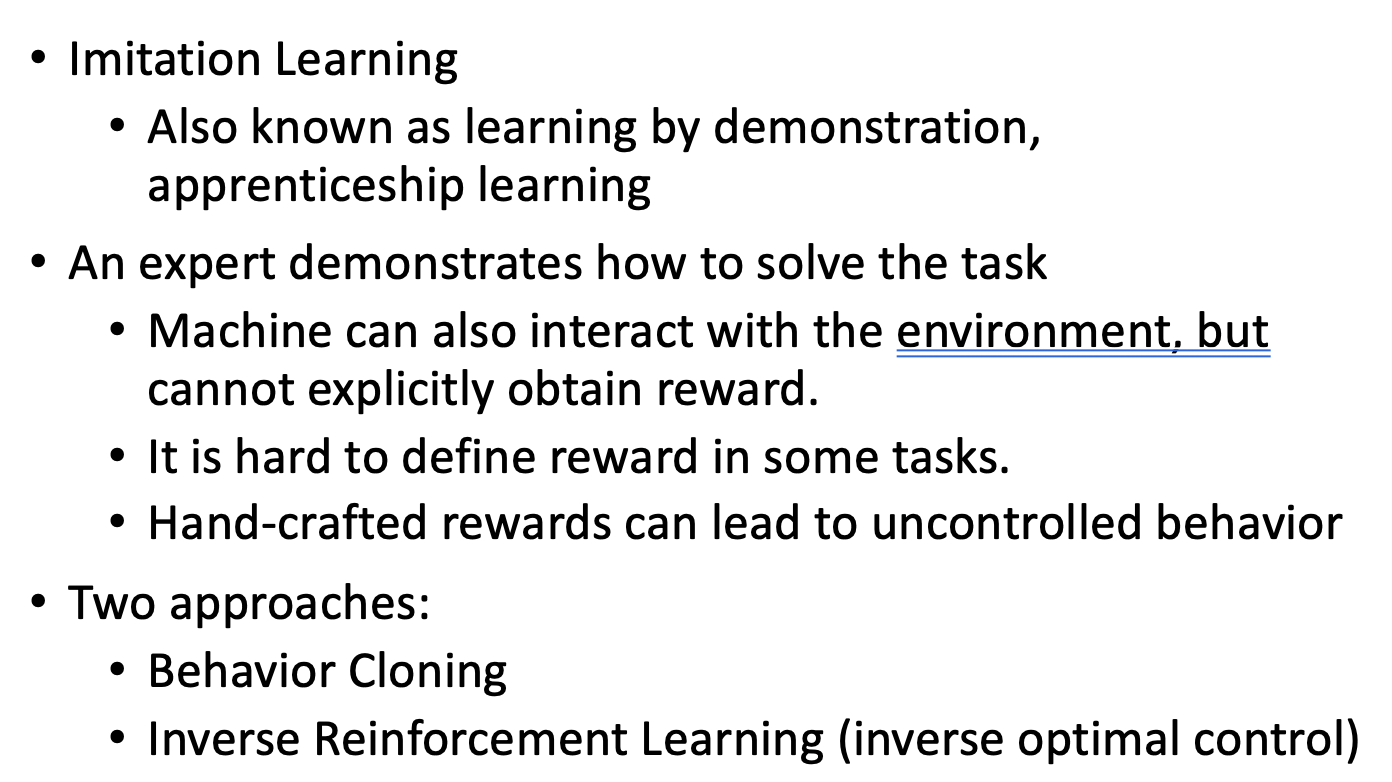 • Imitation Learning
• Also known as learning by demonstration,
apprenticeship learning
• An expert demonstrates how to solve the task
• Machine can also interact with the environment, but
cannot explicitly obtain reward.
• It is hard to define reward in some tasks.
• Hand-crafted rewards can lead to uncontrolled behavior
• Two approaches:
• Behavior Cloning
• Inverse Reinforcement Learning (inverse optimal control)